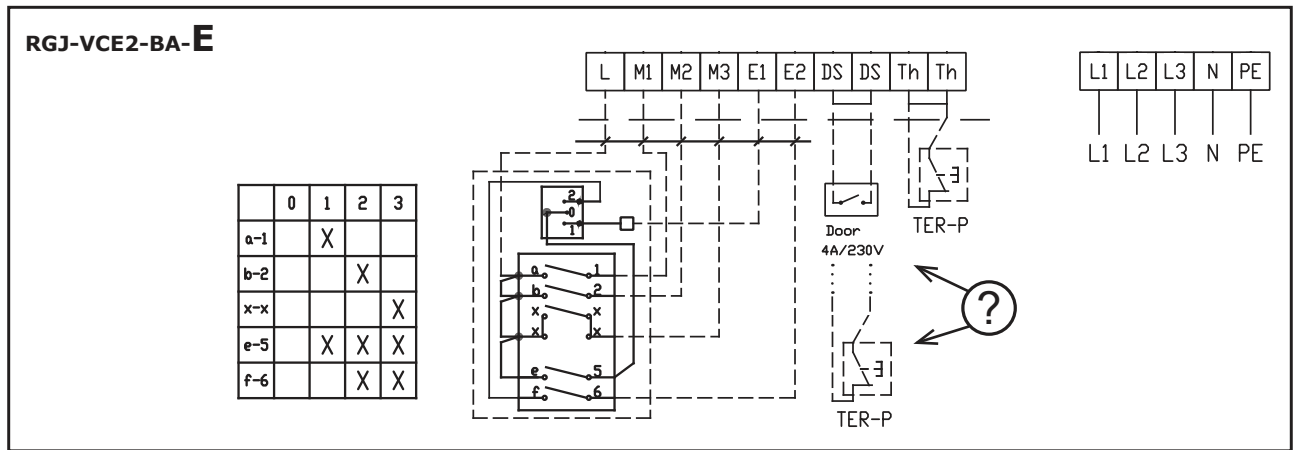 RGJ-VCE2-BA-E
L M1 M2 M3 E1 E2 DS DS Th Th
L1 L2 L3 N PE
L1 L2 L3 N PE
0 1 2 3
a-1 X
b-2 X
x-x X
e-5 X X X
f-6 X X
2
0
1
a 1
b 2
x x
x x
e 5
f 6
Door
4A/230V
TER-P
?
TER-P